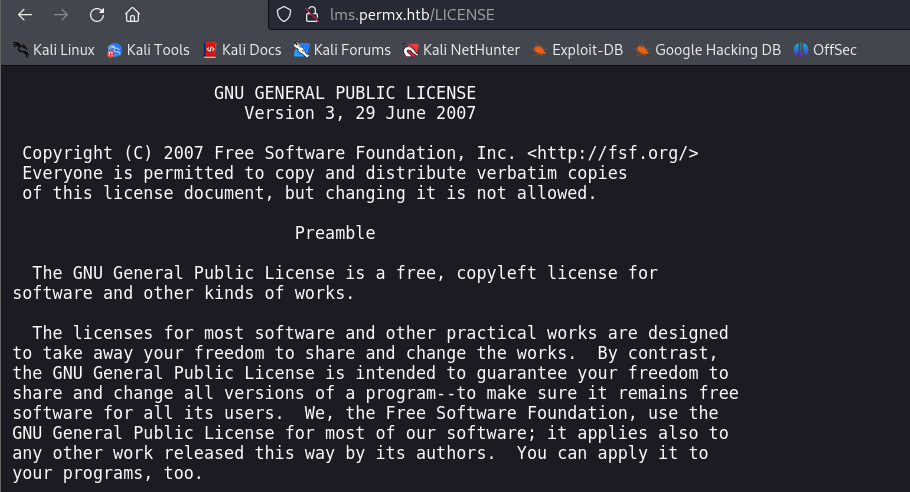 lms.permx.htb/LICENSE
Kali Linux Kali Tools Kali Docs Kali Forums Kali NetHunter Exploit-DB Google Hacking DB OffSec
GNU GENERAL PUBLIC LICENSE
Version 3, 29 June 2007
Copyright (C) 2007 Free Software Foundation, Inc. <http://fsf.org/>
Everyone is permitted to copy and distribute verbatim copies
of this license document, but changing it is not allowed.
Preamble
The GNU General Public License is a free, copyleft license for
software and other kinds of works.
The licenses for most software and other practical works are designed
to take away your freedom to share and change the works.  By contrast,
the GNU General Public License is intended to guarantee your freedom to
share and change all versions of a program--to make sure it remains free
software for all its users.  We, the Free Software Foundation, use the
GNU General Public License for most of our software; it applies also to
any other work released this way by its authors.  You can apply it to
your programs, too.